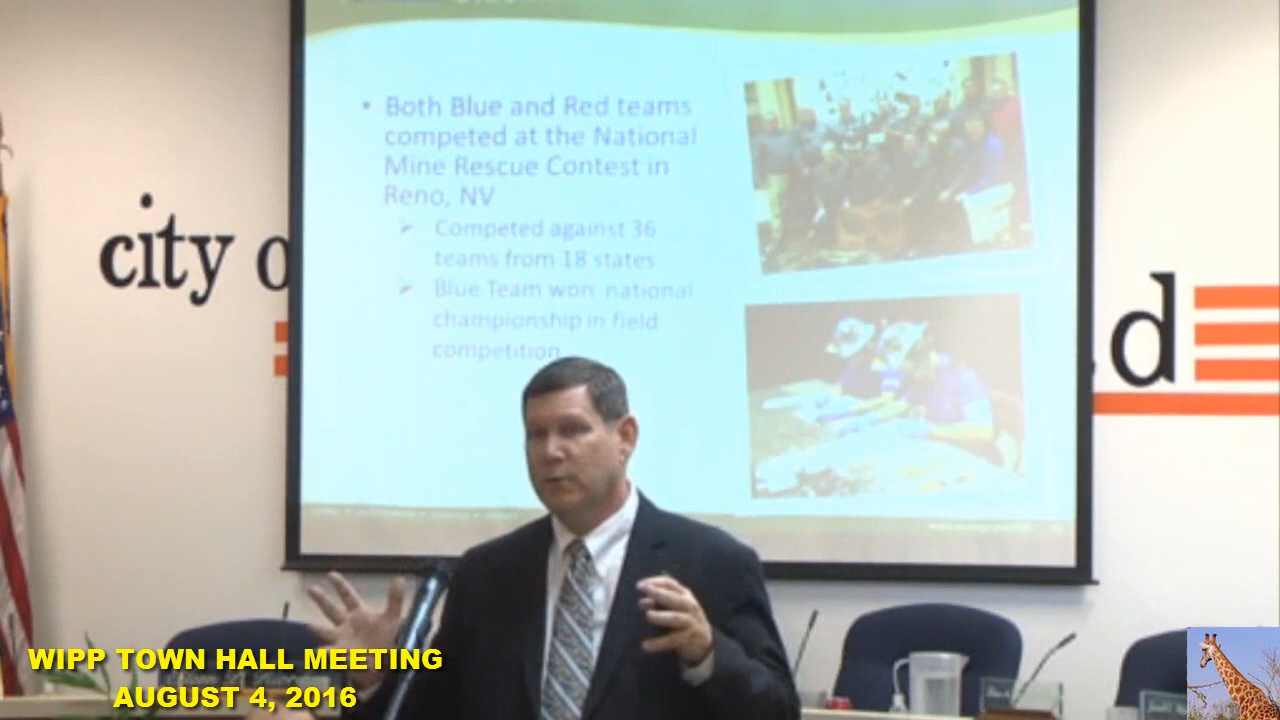 Both Blue and Red teams
competed at the National
Mine Rescue Contest in
Reno, NV
Competed against 36
teams from 18 states
Blue Team won national
championship in field
competition
city o
d
WIPP TOWN HALL MEETING
AUGUST 4, 2016